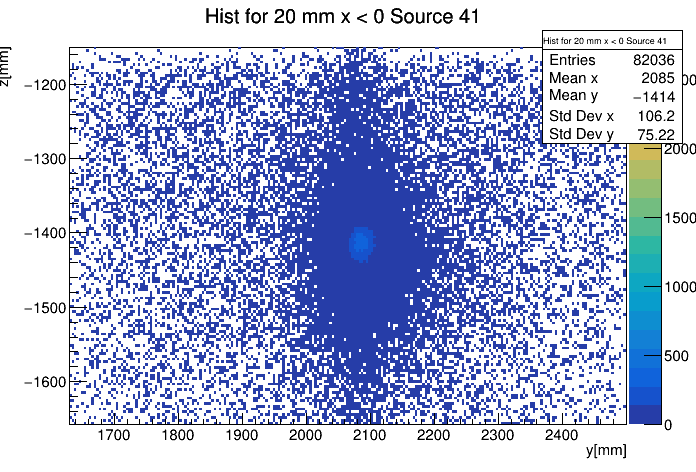 Hist for 20 mm x < 0 Source 41
z[mm]
Hist for 20 mm x < 0 Source 41
Entries 82036
Mean x 2085
Mean y −1414
Std Dev x 106.2
Std Dev y 75.22
−1200
−1300
−1400
−1500
−1600
2000
1500
1000
500
0
1700 1800 1900 2000 2100 2200 2300 2400
y[mm]